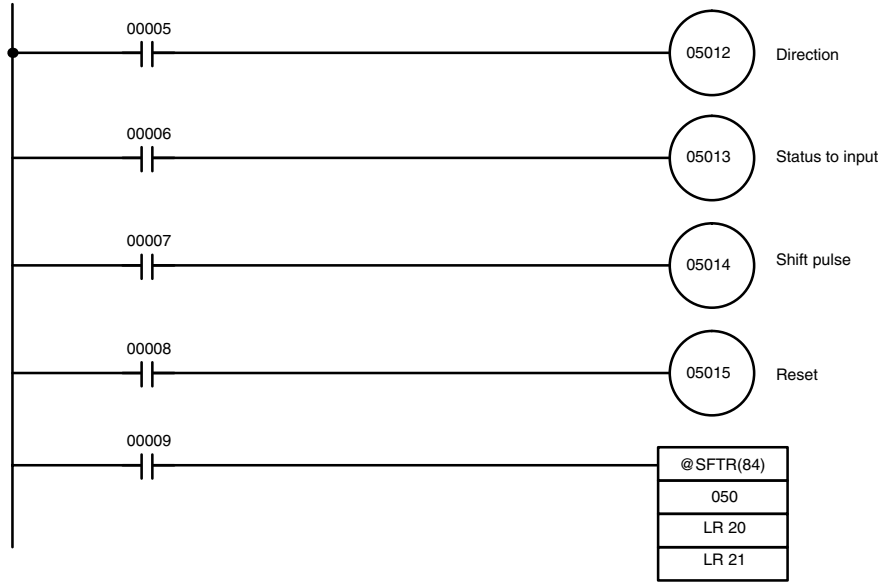 00005
05012 Direction
00006
05013 Status to input
00007
05014 Shift pulse
00008
05015 Reset
00009
@SFTR(84)
050
LR 20
LR 21